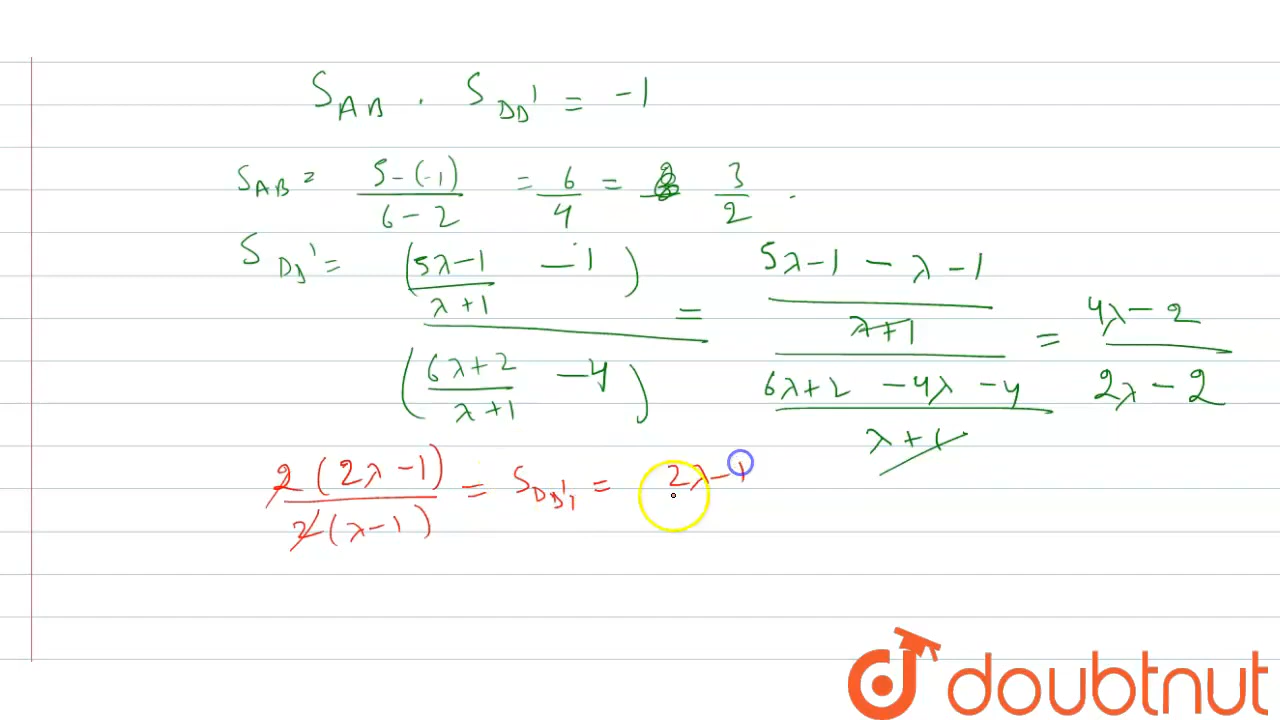 S_AB . S_DD' = -1
S_AB = (5-(-1))/(6-2) = 6/4 = 3/2 .
S_DD' = ((5λ-1)/(λ+1) - 1)/((6λ+2)/(λ+1) - 4) = ((5λ-1-λ-1)/(λ+1))/((6λ+2-4λ-4)/(λ+1)) = (4λ-2)/(2λ-2)
2(2λ-1)/2(λ-1) = S_DD' = 2λ-1
doubtnut